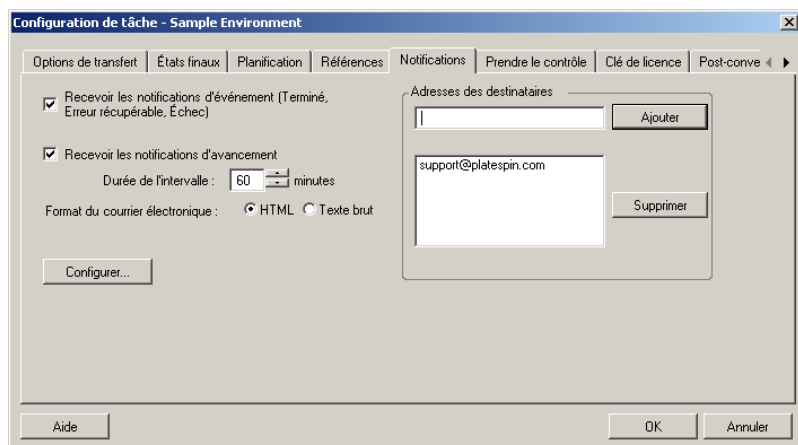 Configuration de tâche - Sample Environment
Options de transfert
États finaux
Planification
Références
Notifications
Prendre le contrôle
Clé de licence
Post-conve
Recevoir les notifications d'événement (Terminé,
Erreur récupérable, Échec)
Recevoir les notifications d'avancement
Durée de l'intervalle : 60 minutes
Format du courrier électronique : HTML Texte brut
Configurer...
Adresses des destinataires
Ajouter
support@platespin.com
Supprimer
Aide
OK
Annuler